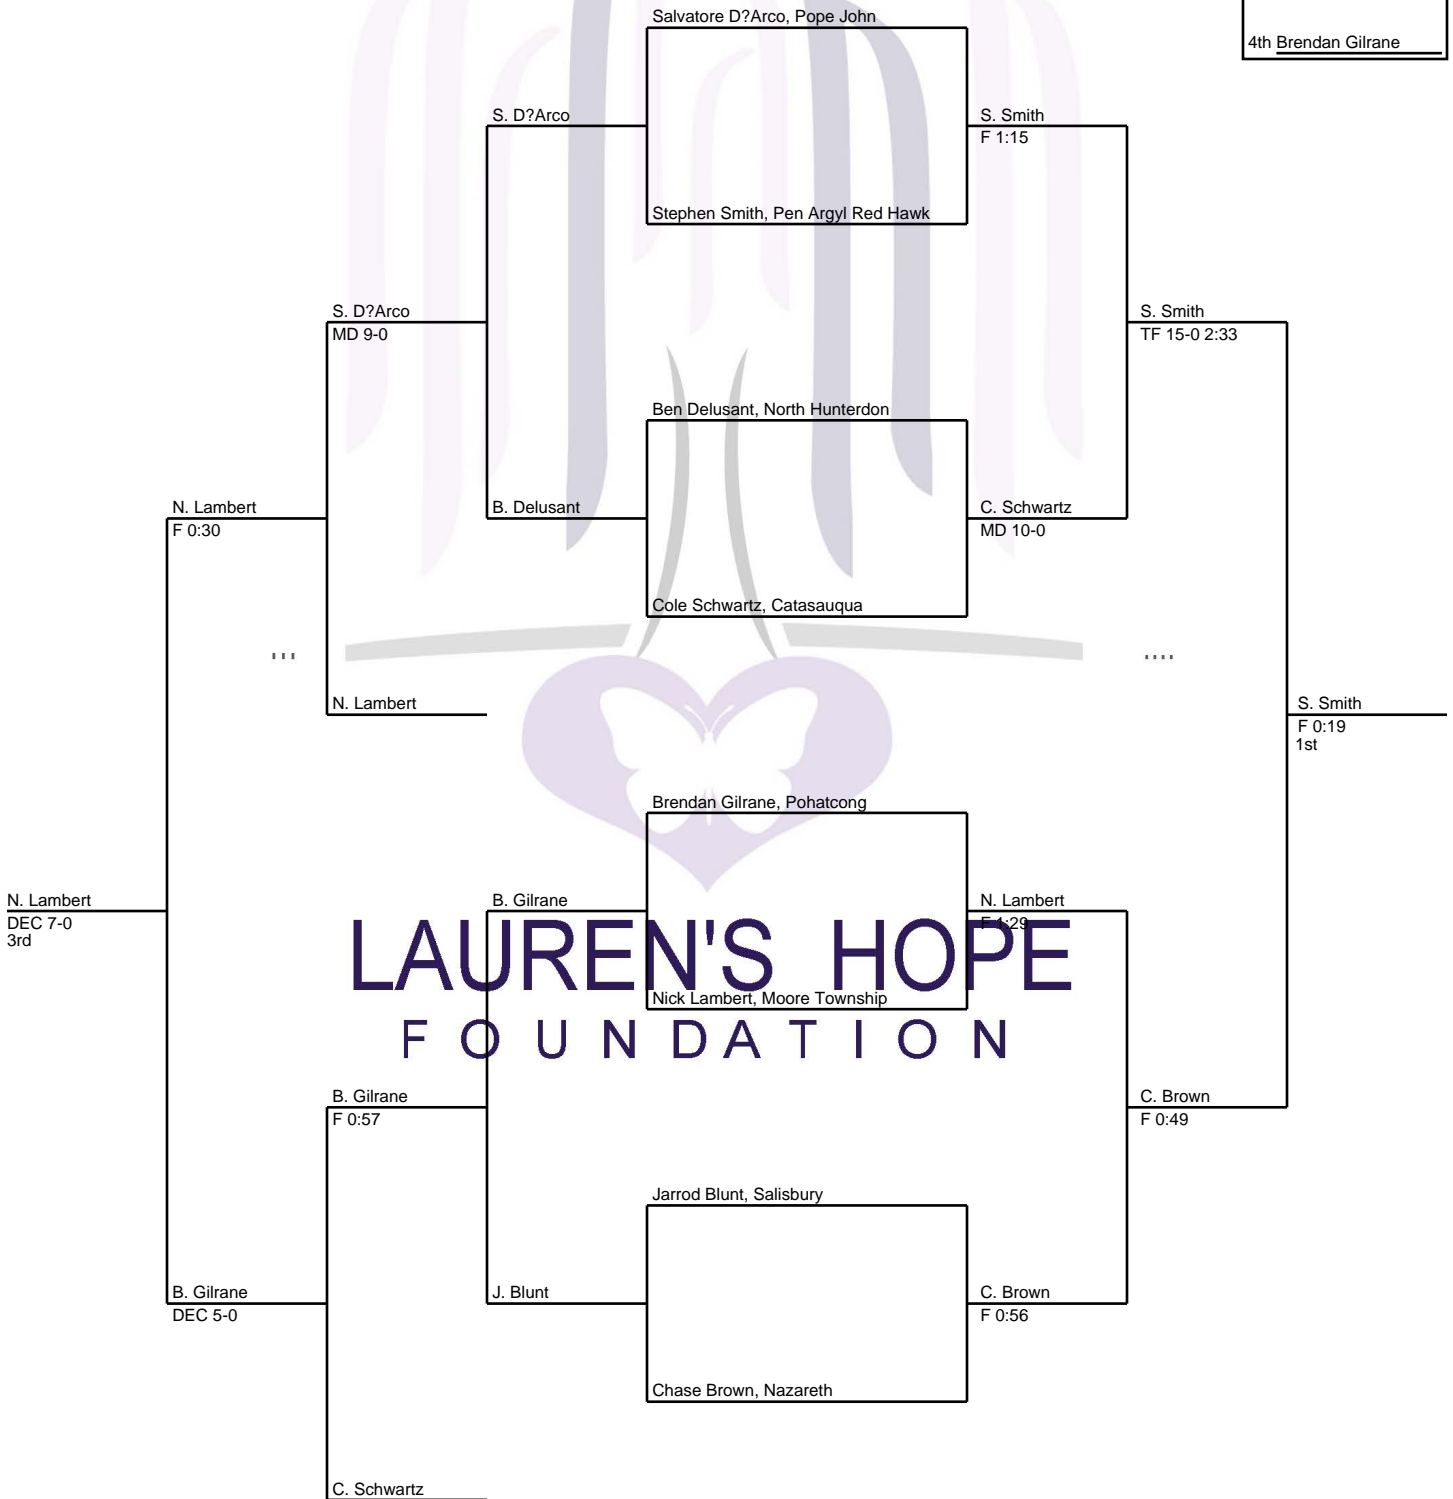 Salvatore D?Arco, Pope John
4th Brendan Gilrane
S. D?Arco
S. Smith
F 1:15
Stephen Smith, Pen Argyl Red Hawk
S. D?Arco
MD 9-0
S. Smith
TF 15-0 2:33
Ben Delusant, North Hunterdon
N. Lambert
F 0:30
B. Delusant
C. Schwartz
MD 10-0
Cole Schwartz, Catasauqua
N. Lambert
S. Smith
F 0:19
1st
Brendan Gilrane, Pohatcong
N. Lambert
DEC 7-0
3rd
B. Gilrane
N. Lambert
F 1:29
LAUREN'S HOPE
Nick Lambert, Moore Township
FOUNDATION
B. Gilrane
F 0:57
C. Brown
F 0:49
Jarrod Blunt, Salisbury
B. Gilrane
DEC 5-0
J. Blunt
C. Brown
F 0:56
Chase Brown, Nazareth
C. Schwartz